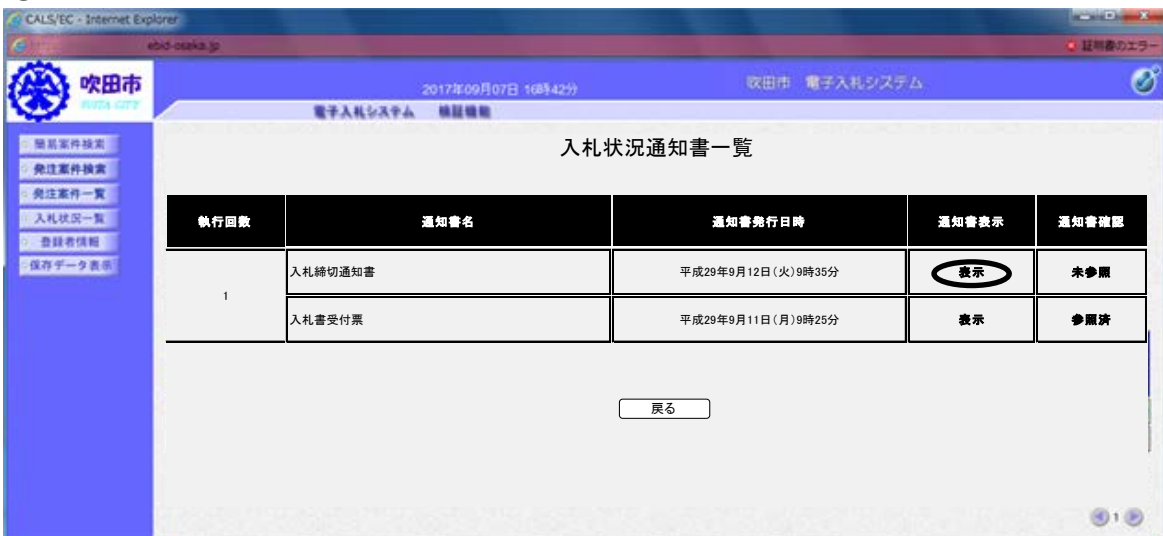 CALS/EC - Internet Explorer
ebid-osaka.jp
証明書のエラー
吹田市
SUITA CITY
2017年09月07日 16時42分
吹田市 電子入札システム
電子入札システム 検証機能
簡易案件検索
発注案件検索
発注案件一覧
入札状況一覧
登録者情報
保存データ表示
入札状況通知書一覧
執行回数 通知書名 通知書発行日時 通知書表示 通知書確認
1
入札締切通知書 平成29年9月12日(火)9時35分 表示 未参照
入札書受付票 平成29年9月11日(月)9時25分 表示 参照済
戻る
1